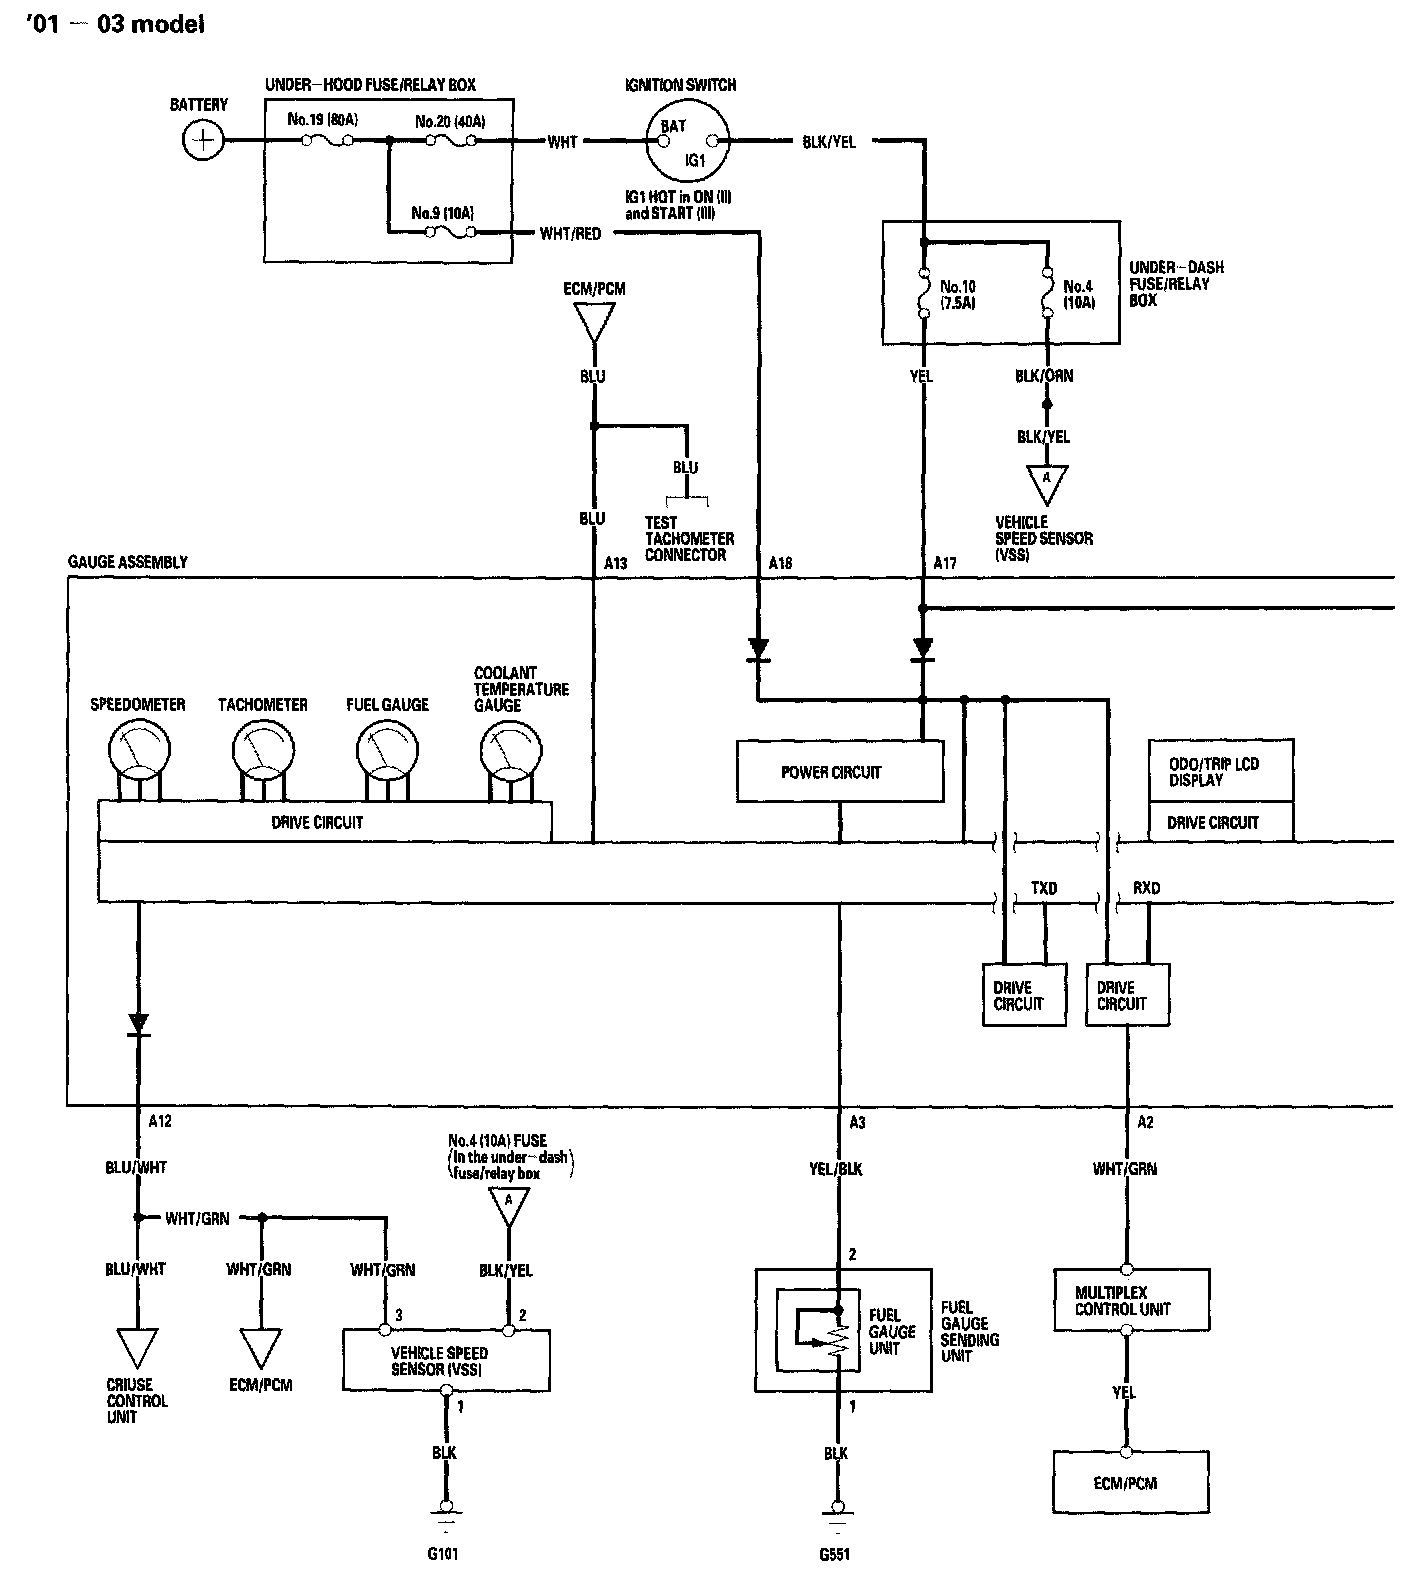 '01 — 03 model
UNDER—HOOD FUSE/RELAY BOX
IGNITION SWITCH
BATTERY
No.19 (80A)
No.20 (40A)
WHT
BAT
IG1
BLK/YEL
IG1 HOT in ON (II)
and START (III)
No.9 (10A)
WHT/RED
UNDER—DASH
FUSE/RELAY
BOX
No.10
(7.5A)
No.4
(10A)
ECM/PCM
BLU
YEL
BLK/ORN
BLK/YEL
A
BLU
BLU
TEST
TACHOMETER
CONNECTOR
VEHICLE
SPEED SENSOR
(VSS)
GAUGE ASSEMBLY
A13
A18
A17
SPEEDOMETER
TACHOMETER
FUEL GAUGE
COOLANT
TEMPERATURE
GAUGE
POWER CIRCUIT
ODO/TRIP LCD
DISPLAY
DRIVE CIRCUIT
DRIVE CIRCUIT
TXD
RXD
DRIVE
CIRCUIT
DRIVE
CIRCUIT
A12
A3
A2
BLU/WHT
No.4 (10A) FUSE
(In the under—dash
fuse/relay box)
YEL/BLK
WHT/GRN
A
WHT/GRN
BLU/WHT
WHT/GRN
WHT/GRN
BLK/YEL
2
3
2
VEHICLE SPEED
SENSOR (VSS)
FUEL
GAUGE
UNIT
FUEL
GAUGE
SENDING
UNIT
MULTIPLEX
CONTROL UNIT
CRIUSE
CONTROL
UNIT
ECM/PCM
1
1
YEL
BLK
BLK
ECM/PCM
G101
G551